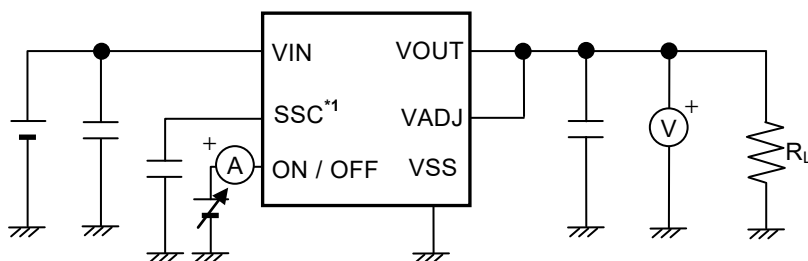 VIN VOUT
SSC*1 VADJ
+ A ON / OFF VSS
V +
RL